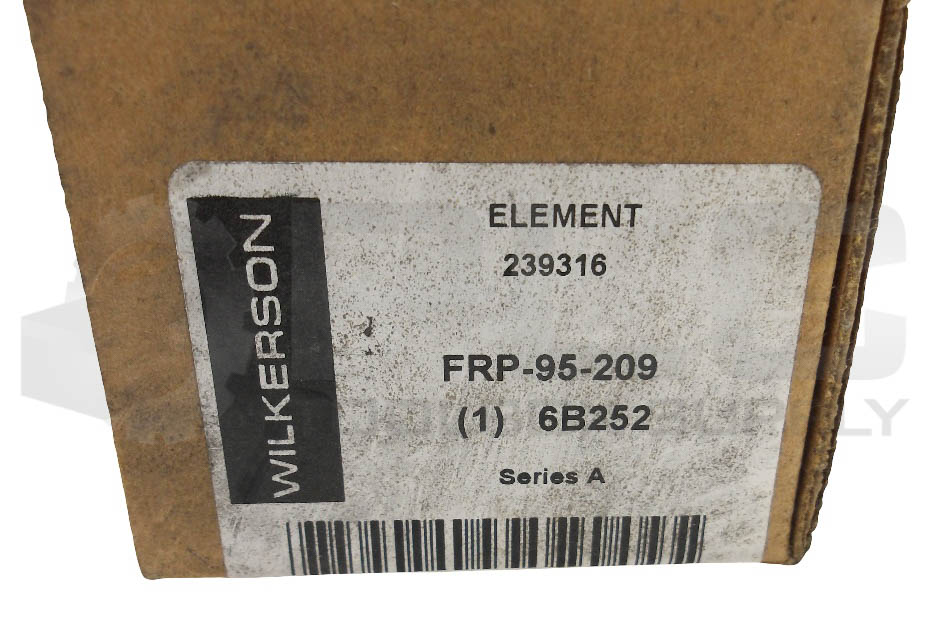 WILKERSON
ELEMENT
239316
FRP-95-209
(1) 6B252
Series A